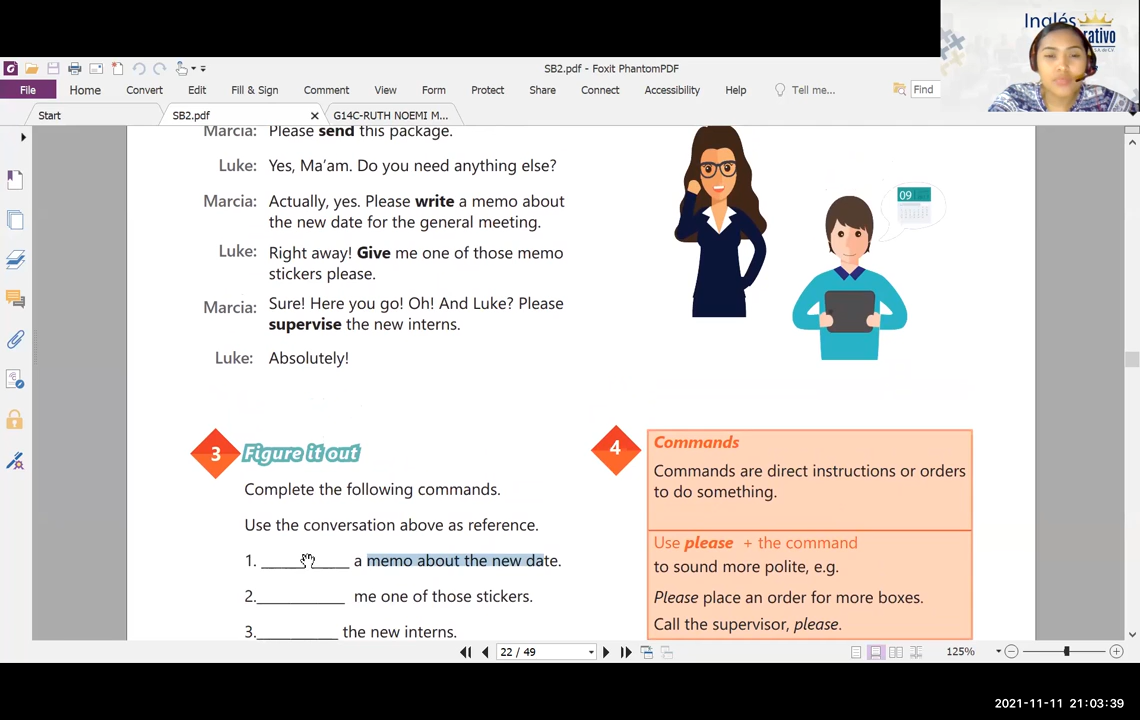 Inglés
rativo
S.A. de C.V.
SB2.pdf - Foxit PhantomPDF
File Home Convert Edit Fill & Sign Comment View Form Protect Share Connect Accessibility Help Tell me... Find
Start SB2.pdf G14C-RUTH NOEMI M...
Marcia: Please send this package.
Luke: Yes, Ma'am. Do you need anything else?
Marcia: Actually, yes. Please write a memo about
the new date for the general meeting.
Luke: Right away! Give me one of those memo
stickers please.
Marcia: Sure! Here you go! Oh! And Luke? Please
supervise the new interns.
Luke: Absolutely!
09
3 Figure it out
Complete the following commands.
Use the conversation above as reference.
1. __________ a memo about the new date.
2.__________ me one of those stickers.
3.__________ the new interns.
4 Commands
Commands are direct instructions or orders
to do something.
Use please + the command
to sound more polite, e.g.
Please place an order for more boxes.
Call the supervisor, please.
22 / 49
125%
2021-11-11 21:03:39